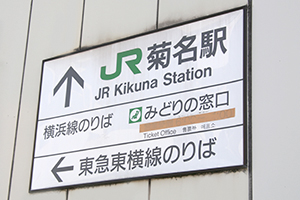 JR 菊名駅
JR Kikuna Station
横浜線のりば
みどりの窓口
Ticket Office
東急東横線のりば